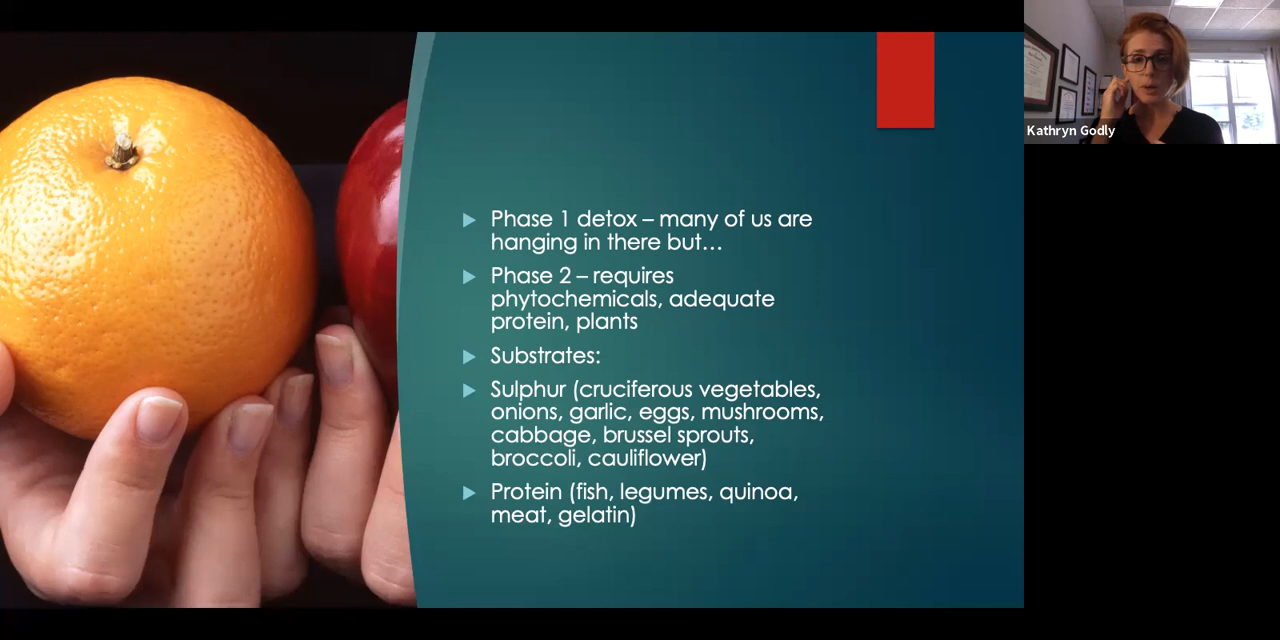 Phase 1 detox – many of us are
hanging in there but…
Phase 2 – requires
phytochemicals, adequate
protein, plants
Substrates:
Sulphur (cruciferous vegetables,
onions, garlic, eggs, mushrooms,
cabbage, brussel sprouts,
broccoli, cauliflower)
Protein (fish, legumes, quinoa,
meat, gelatin)
Kathryn Godly